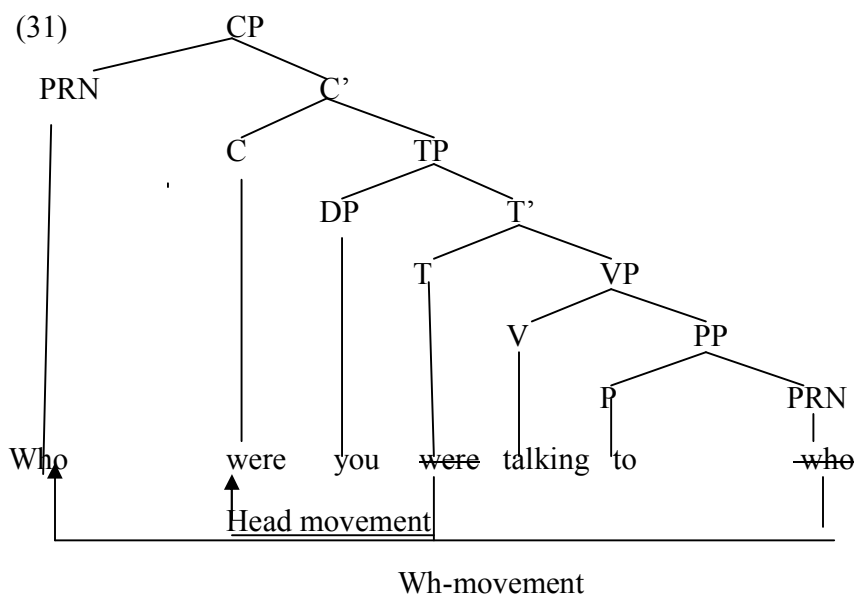 (31) CP
PRN C’
C TP
DP T’
T VP
V PP
P PRN
Who were you were talking to who
Head movement
Wh-movement